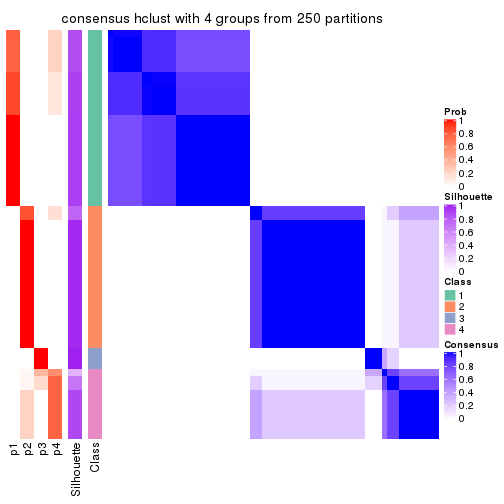 consensus hclust with 4 groups from 250 partitions
Prob
1
0.8
0.6
0.4
0.2
0
Silhouette
1
0.8
0.6
0.4
0.2
0
Class
1
2
3
4
Consensus
1
0.8
0.6
0.4
0.2
0
p1
p2
p3
p4
Silhouette
Class